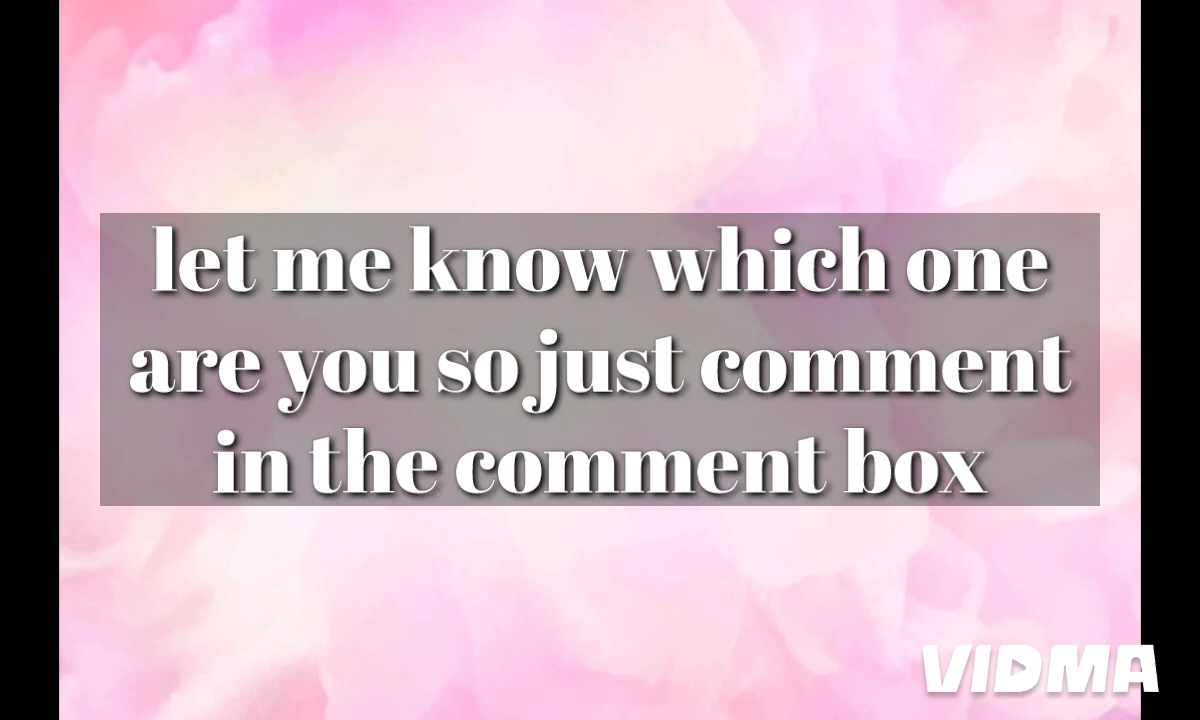 let me know which one
are you so just comment
in the comment box
VIDMA